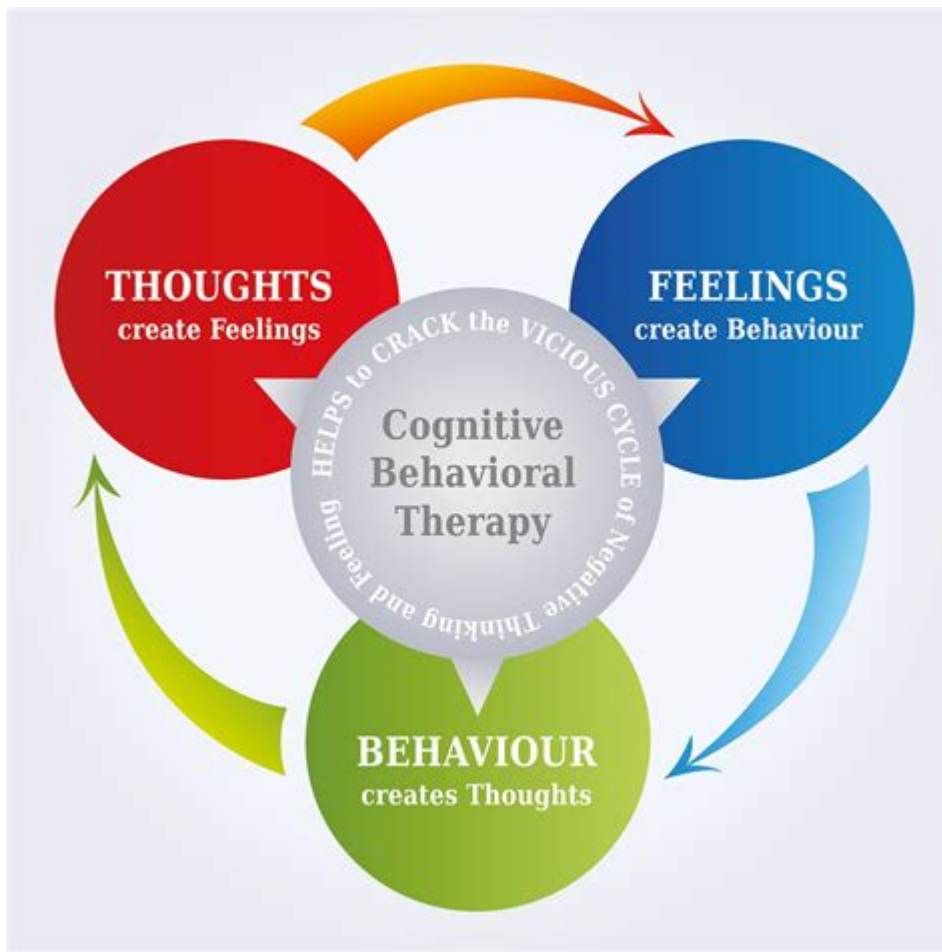 THOUGHTS
create Feelings
FEELINGS
create Behaviour
HELPS to CRACK the VICIOUS CYCLE of Negative Thinking and Feeling
Cognitive
Behavioral
Therapy
BEHAVIOUR
creates Thoughts